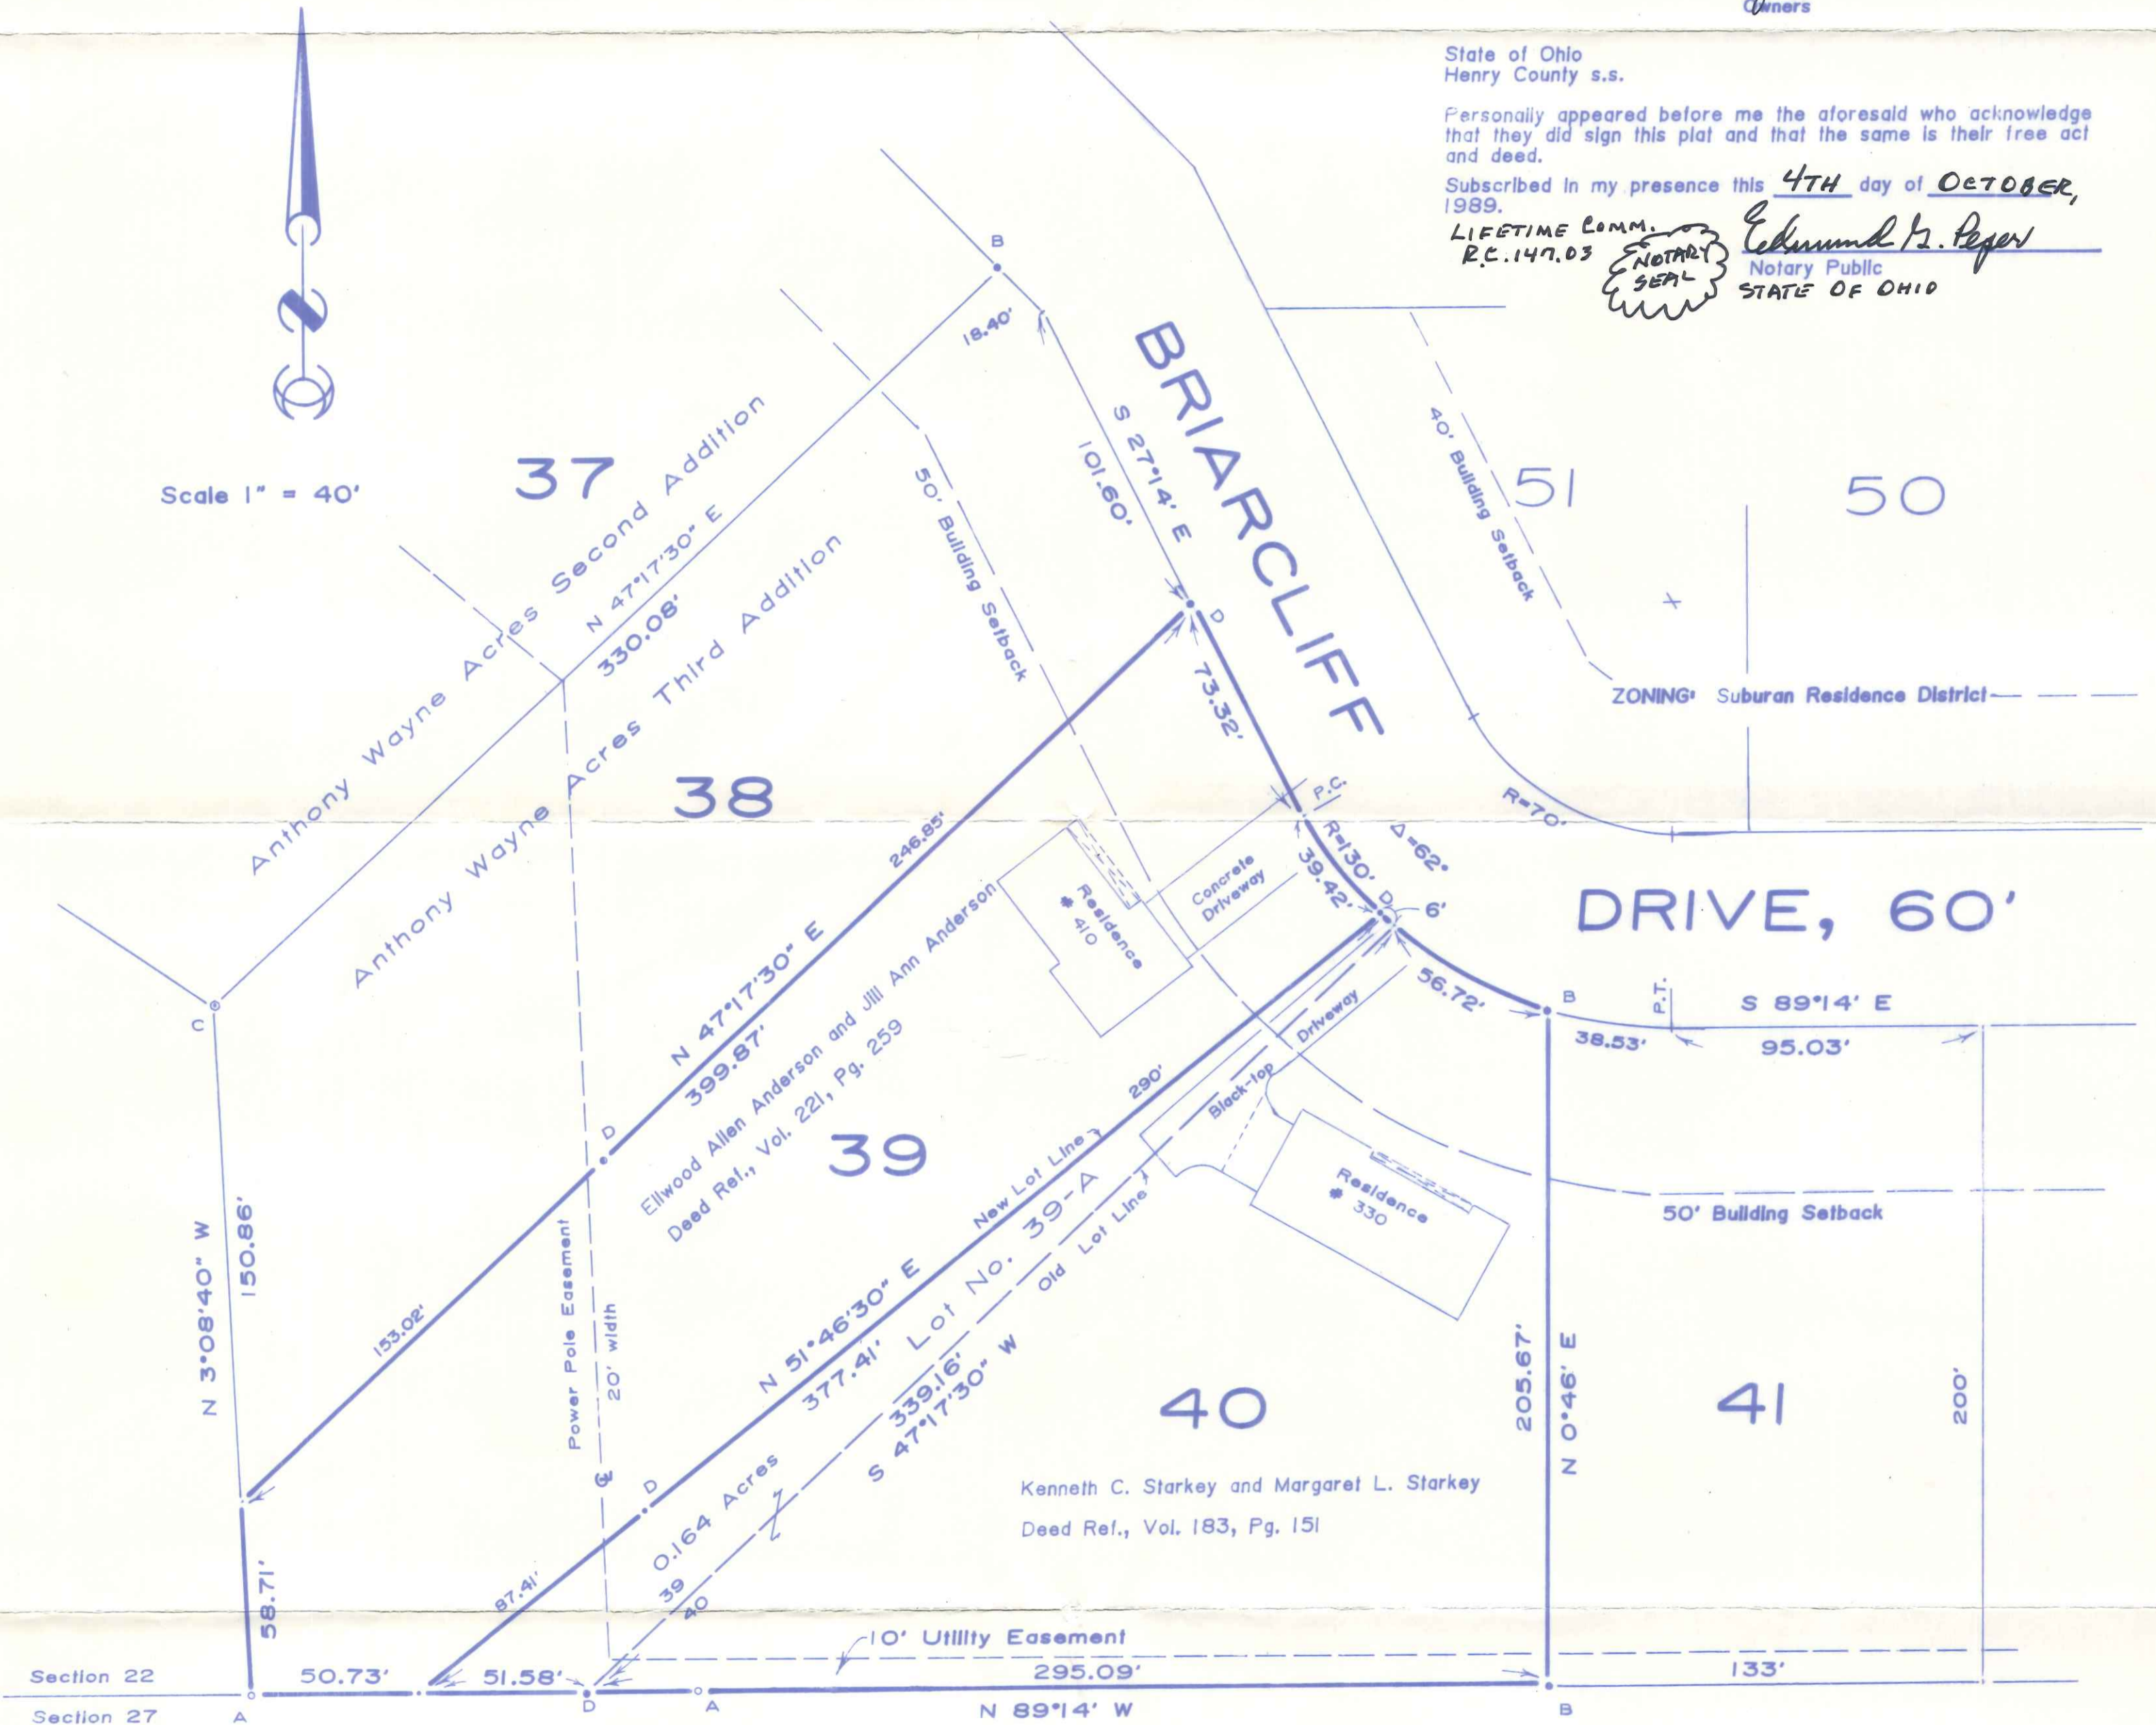 Owners
State of Ohio
Henry County s.s.
Personally appeared before me the aforesaid who acknowledge
that they did sign this plat and that the same is their free act
and deed.
Subscribed in my presence this 4TH day of OCTOBER,
1989.
LIFETIME COMM.
R.C. 147.03
NOTARY
SEAL
Edmund G. Peper
Notary Public
STATE OF OHIO
Scale 1" = 40'
37
Anthony Wayne Acres Second Addition
N 47°17'30" E
330.08'
Anthony Wayne Acres Third Addition
B
18.40'
S 27°14' E
101.60'
50' Building Setback
BRIARCLIFF
40' Building Setback
51
50
ZONING: Suburan Residence District
D
73.32'
P.C.
R=130'
39.42'
Δ=62°
R=70'
D
6'
DRIVE, 60'
38
246.85'
N 47°17'30" E
399.87'
Ellwood Allen Anderson and Jill Ann Anderson
Deed Ref., Vol. 221, Pg. 259
Residence
# 410
Concrete
Driveway
56.72'
B
38.53'
P.T.
S 89°14' E
95.03'
C
N 3°08'40" W
150.86'
D
153.02'
39
290'
New Lot Line
Black-top Driveway
Old Lot Line
Residence
# 330
50' Building Setback
Power Pole Easement
20' width
℄
N 51°46'30" E
377.41'
Lot No. 39-A
339.16'
S 47°17'30" W
0.164 Acres
D
87.41'
39
40
40
Kenneth C. Starkey and Margaret L. Starkey
Deed Ref., Vol. 183, Pg. 151
205.67'
N 0°46' E
41
200'
58.71'
10' Utility Easement
Section 22
50.73'
51.58'
295.09'
133'
Section 27
A
D
A
N 89°14' W
B